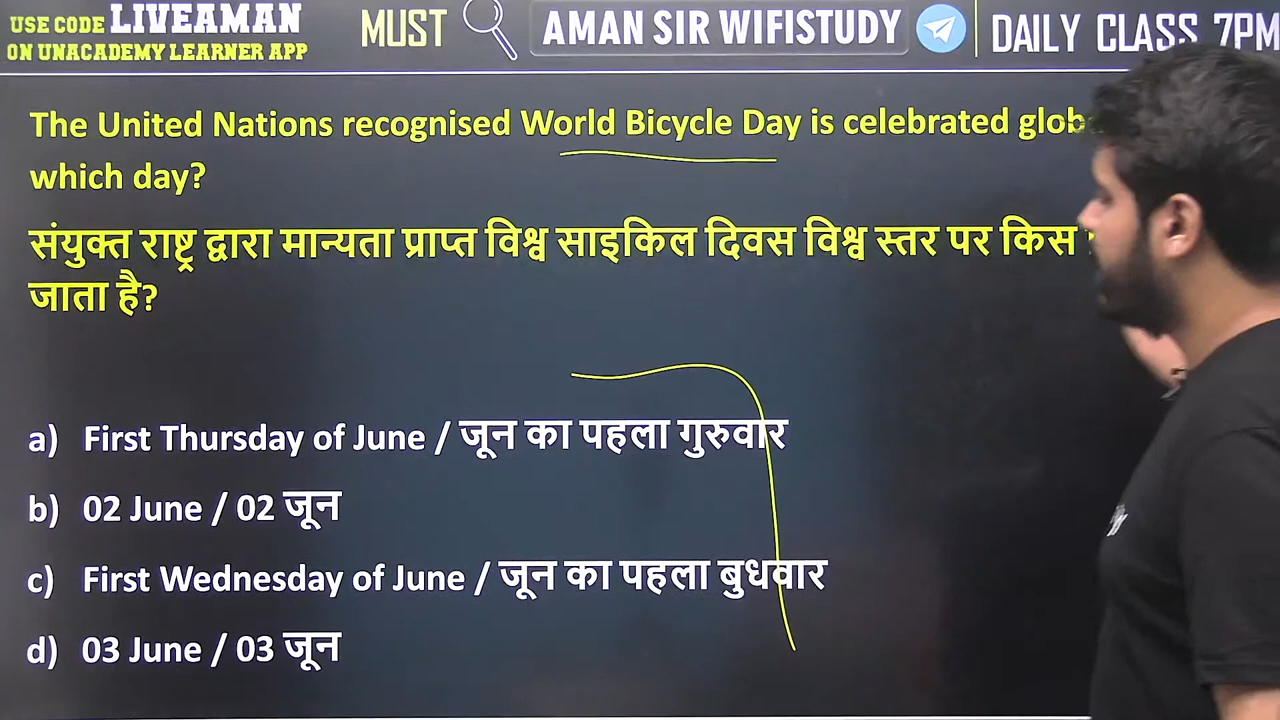 USE CODE LIVEAMAN
ON UNACADEMY LEARNER APP
MUST
AMAN SIR WIFISTUDY
DAILY CLASS 7PM
The United Nations recognised World Bicycle Day is celebrated
which day?
संयुक्त राष्ट्र द्वारा मान्यता प्राप्त विश्व साइकिल दिवस विश्व स्तर पर किस
जाता है?
a) First Thursday of June / जून का पहला गुरुवार
b) 02 June / 02 जून
c) First Wednesday of June / जून का पहला बुधवार
d) 03 June / 03 जून